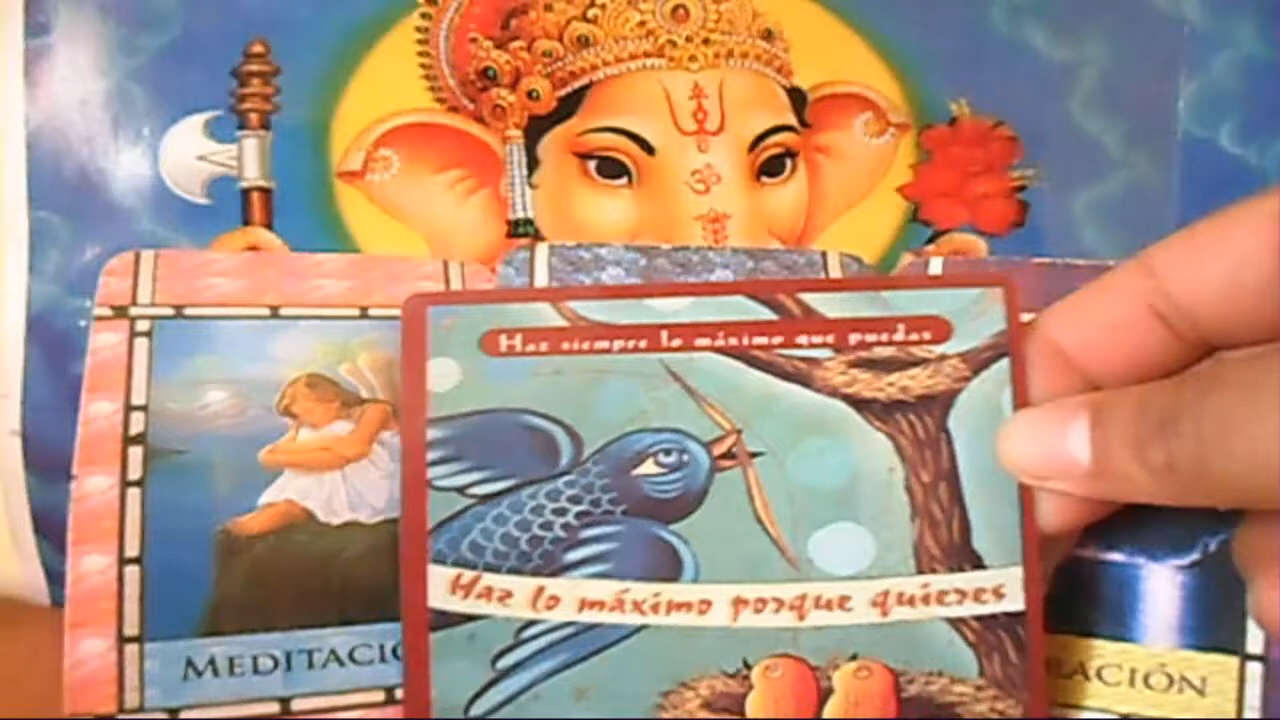 ॐ
Haz siempre lo máximo que puedas
Haz lo máximo porque quieres
MEDITACIÓ
RACIÓN